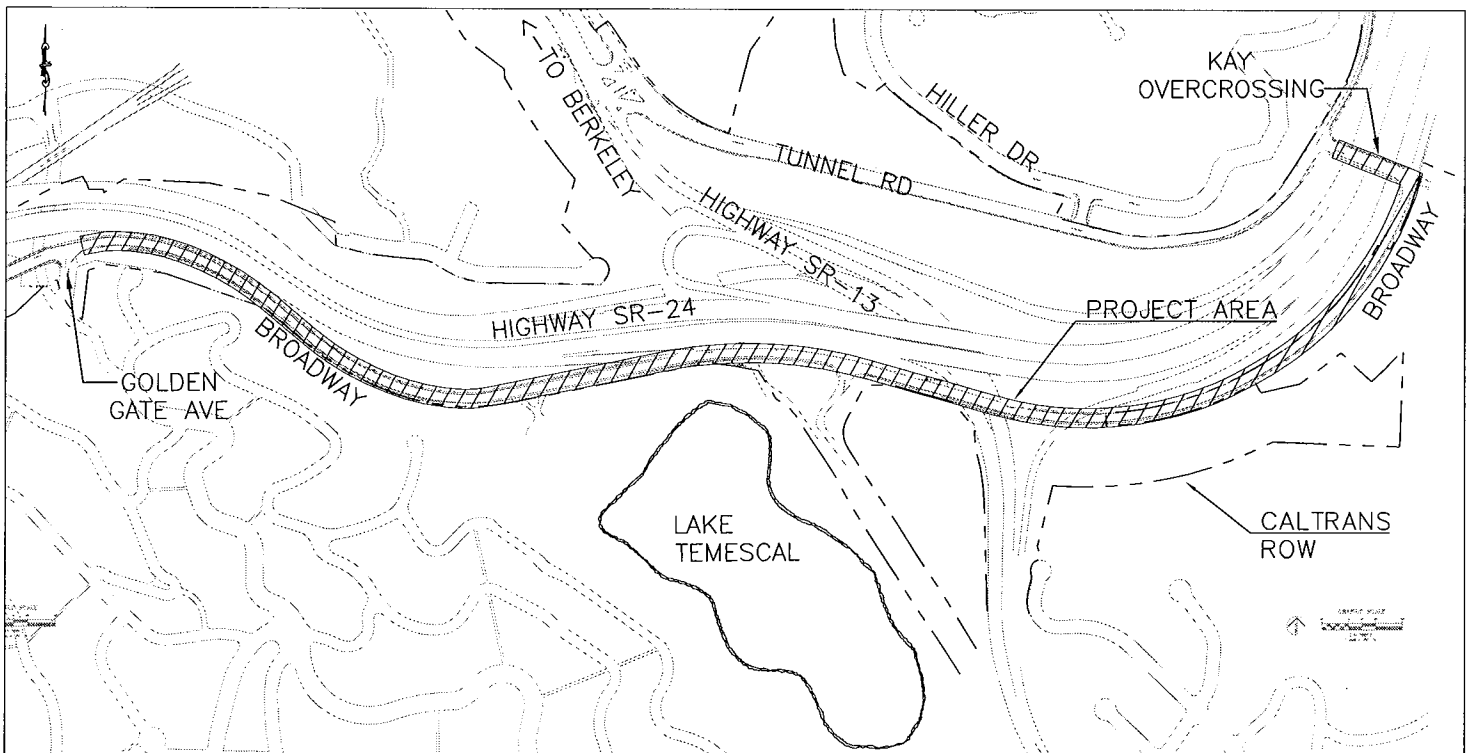 KAY
OVERCROSSING
<-TO BERKELEY
HILLER DR
TUNNEL RD
HIGHWAY SR-13
BROADWAY
HIGHWAY SR-24
PROJECT AREA
BROADWAY
GOLDEN
GATE AVE
LAKE
TEMESCAL
CALTRANS
ROW